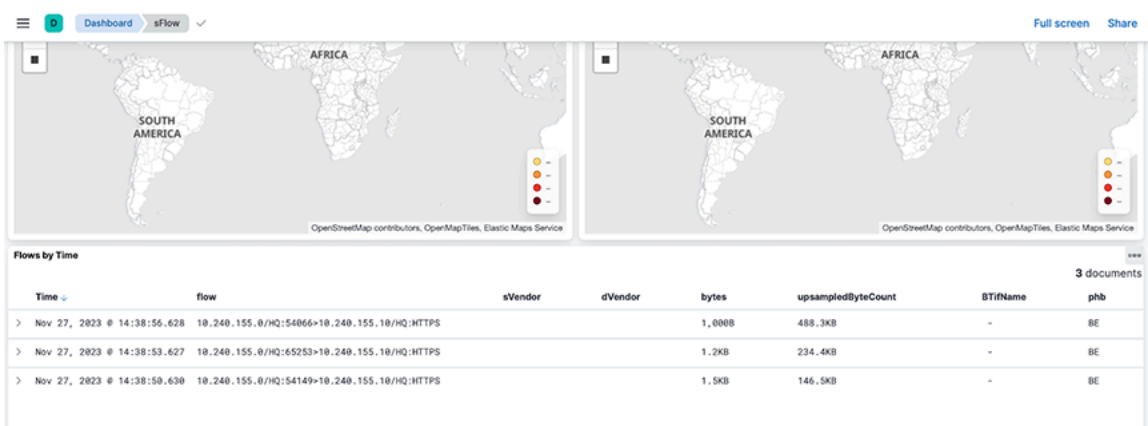 D Dashboard sFlow Full screen Share
AFRICA AFRICA
SOUTH AMERICA SOUTH AMERICA
–
–
–
–
–
–
–
–
OpenStreetMap contributors, OpenMapTiles, Elastic Maps Service
OpenStreetMap contributors, OpenMapTiles, Elastic Maps Service
Flows by Time
3 documents
Time flow sVendor dVendor bytes upsampledByteCount BTifName phb
Nov 27, 2023 @ 14:38:56.628 10.240.155.0/HQ:54066>10.240.155.10/HQ:HTTPS 1,000B 488.3KB - BE
Nov 27, 2023 @ 14:38:53.627 10.240.155.0/HQ:65253>10.240.155.10/HQ:HTTPS 1.2KB 234.4KB - BE
Nov 27, 2023 @ 14:38:50.630 10.240.155.0/HQ:54149>10.240.155.10/HQ:HTTPS 1.5KB 146.5KB - BE